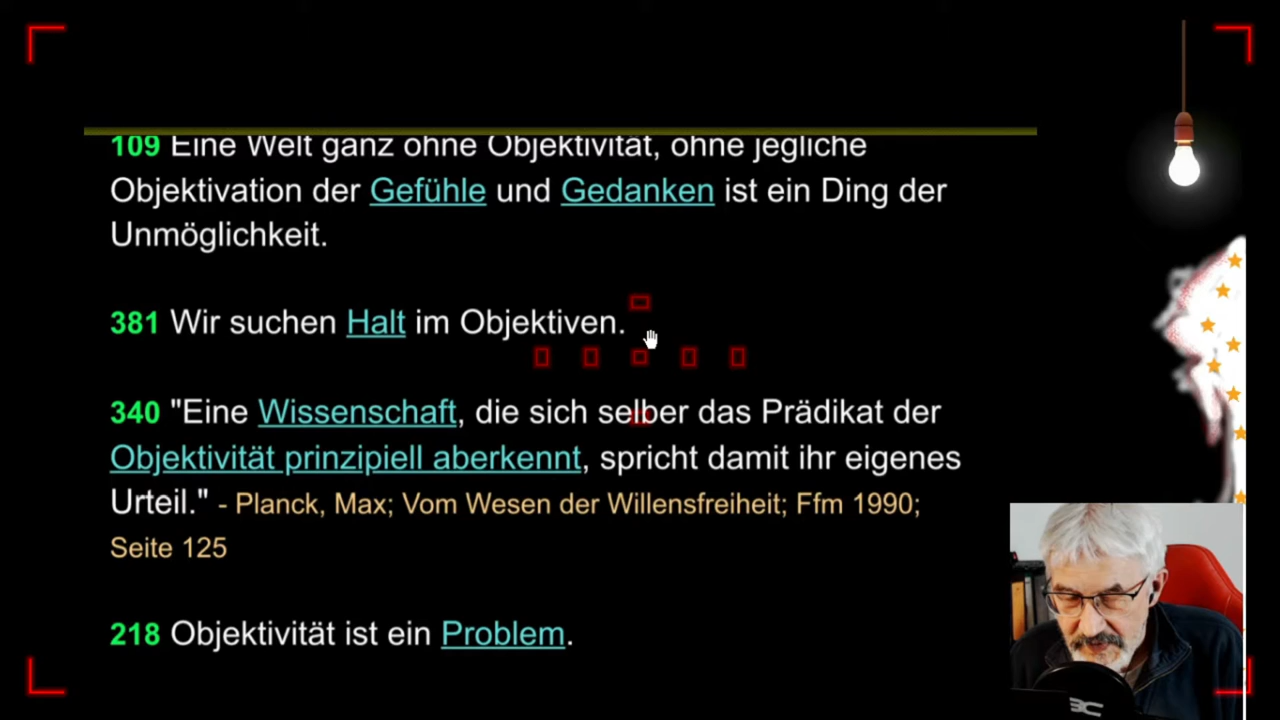 109 Eine Welt ganz ohne Objektivität, ohne jegliche
Objektivation der Gefühle und Gedanken ist ein Ding der
Unmöglichkeit.
381 Wir suchen Halt im Objektiven.
340 "Eine Wissenschaft, die sich selber das Prädikat der
Objektivität prinzipiell aberkennt, spricht damit ihr eigenes
Urteil." - Planck, Max; Vom Wesen der Willensfreiheit; Ffm 1990;
Seite 125
218 Objektivität ist ein Problem.